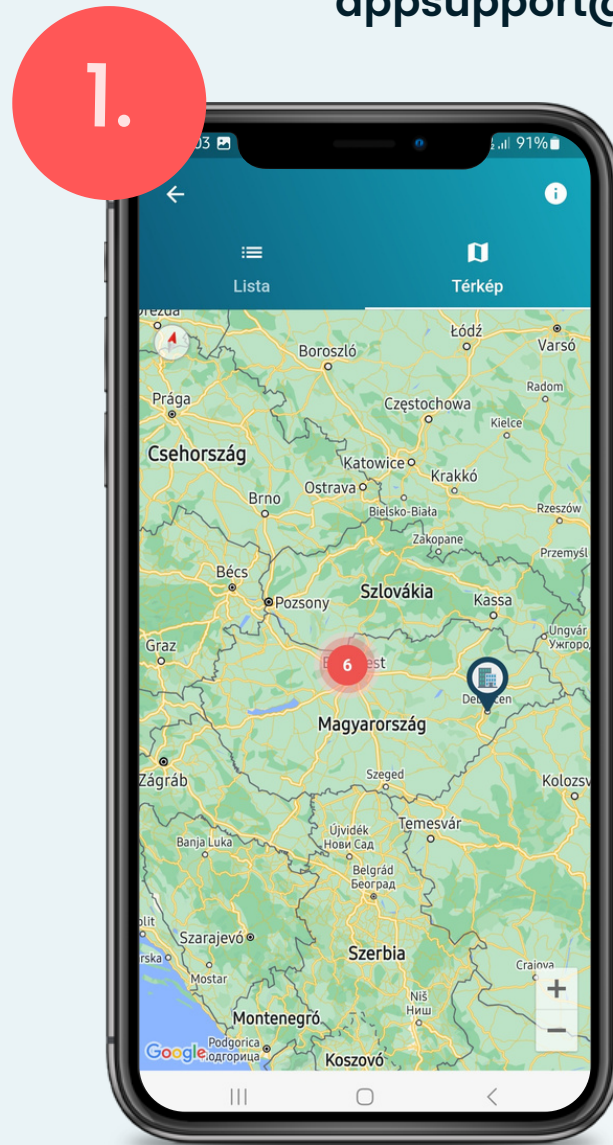 appsupport@
1.
03
91%
Lista
Térkép
Łódź
Varsó
Boroszló
Radom
Prága
Częstochowa
Kielce
Csehország
Katowice
Krakkó
Ostrava
Brno
Bielsko-Biała
Rzeszów
Zakopane
Przemyśl
Bécs
Szlovákia
Pozsony
Kassa
Ungvár
Ужгоро
Graz
6
Magyarország
Szeged
Zágráb
Kolozsv
Temesvár
Újvidék
Нови Сад
Banja Luka
Belgrád
Београд
Szarajevó
Szerbia
Craiova
Mostar
+
Niš
Ниш
Montenegró
−
Podgorica
Google
Koszovó